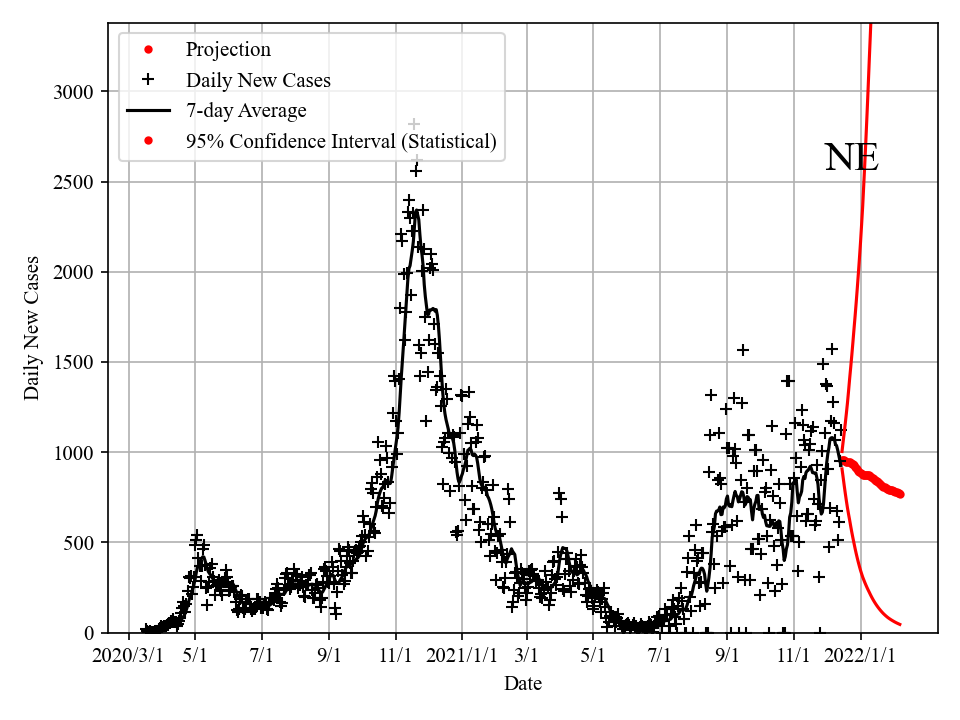 Projection
Daily New Cases
7-day Average
95% Confidence Interval (Statistical)
NE
Daily New Cases
3000
2500
2000
1500
1000
500
0
2020/3/1 5/1 7/1 9/1 11/1 2021/1/1 3/1 5/1 7/1 9/1 11/1 2022/1/1
Date